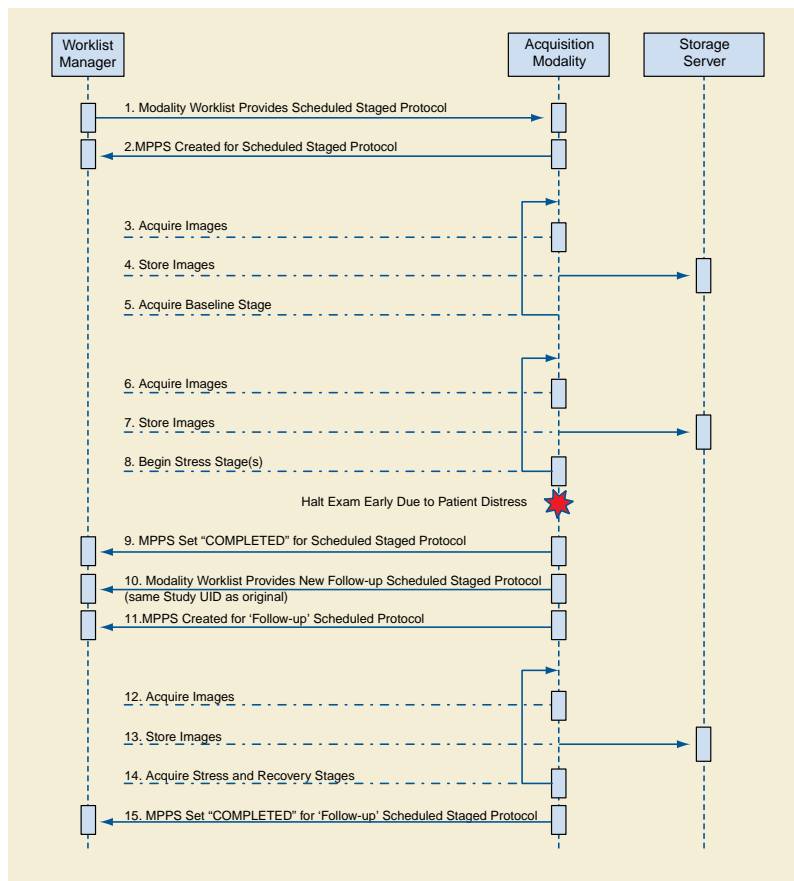 Worklist
Manager
Acquisition
Modality
Storage
Server
1. Modality Worklist Provides Scheduled Staged Protocol
2.MPPS Created for Scheduled Staged Protocol
3. Acquire Images
4. Store Images
5. Acquire Baseline Stage
6. Acquire Images
7. Store Images
8. Begin Stress Stage(s)
Halt Exam Early Due to Patient Distress
9. MPPS Set “COMPLETED” for Scheduled Staged Protocol
10. Modality Worklist Provides New Follow-up Scheduled Staged Protocol
(same Study UID as original)
11.MPPS Created for ‘Follow-up’ Scheduled Protocol
12. Acquire Images
13. Store Images
14. Acquire Stress and Recovery Stages
15. MPPS Set “COMPLETED” for ‘Follow-up’ Scheduled Staged Protocol